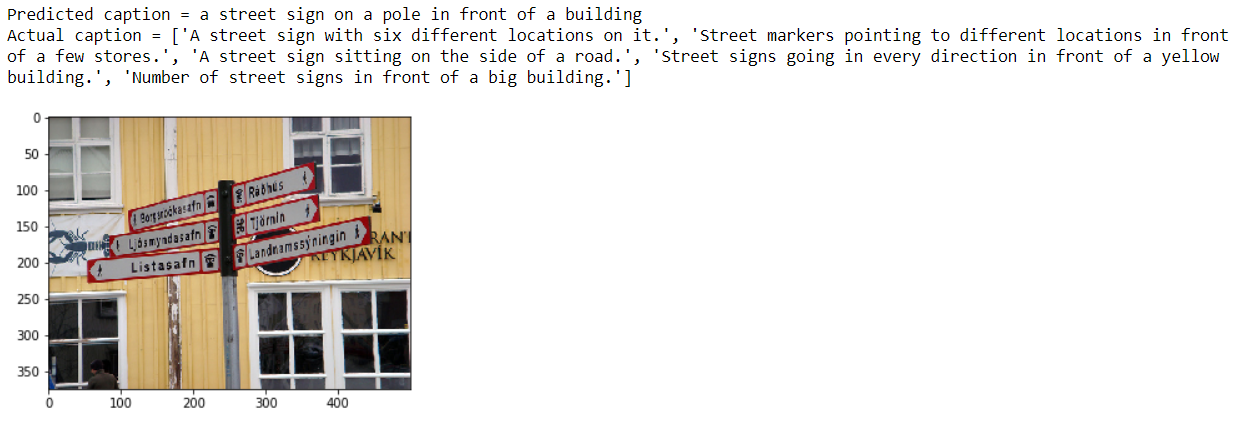 Predicted caption = a street sign on a pole in front of a building
Actual caption = ['A street sign with six different locations on it.', 'Street markers pointing to different locations in front
of a few stores.', 'A street sign sitting on the side of a road.', 'Street signs going in every direction in front of a yellow
building.', 'Number of street signs in front of a big building.']
0
50
100
150
200
250
300
350
Borgarbókasafn
Ljósmyndasafn
Listasafn
Ráðhús
Tjörnin
Landnámssýningin
RANT
REYKJAVÍK
0 100 200 300 400